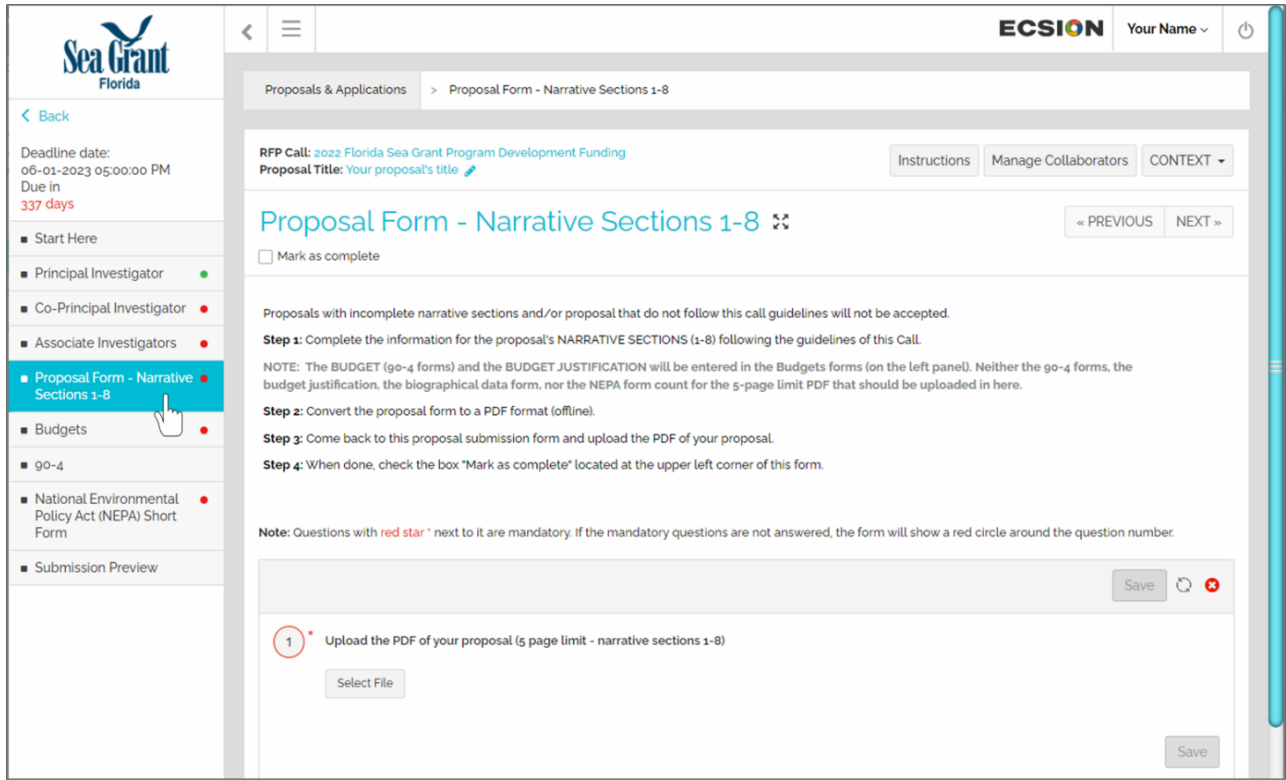 Sea Grant
Florida
ECSION
Your Name
Back
Deadline date:
06-01-2023 05:00:00 PM
Due in
337 days
Start Here
Principal Investigator
Co-Principal Investigator
Associate Investigators
Proposal Form - Narrative
Sections 1-8
Budgets
90-4
National Environmental
Policy Act (NEPA) Short
Form
Submission Preview
Proposals & Applications > Proposal Form - Narrative Sections 1-8
RFP Call: 2022 Florida Sea Grant Program Development Funding
Proposal Title: Your proposal's title
Instructions
Manage Collaborators
CONTEXT
Proposal Form - Narrative Sections 1-8
« PREVIOUS
NEXT »
Mark as complete
Proposals with incomplete narrative sections and/or proposal that do not follow this call guidelines will not be accepted.
Step 1: Complete the information for the proposal's NARRATIVE SECTIONS (1-8) following the guidelines of this Call.
NOTE: The BUDGET (90-4 forms) and the BUDGET JUSTIFICATION will be entered in the Budgets forms (on the left panel). Neither the 90-4 forms, the
budget justification, the biographical data form, nor the NEPA form count for the 5-page limit PDF that should be uploaded in here.
Step 2: Convert the proposal form to a PDF format (offline).
Step 3: Come back to this proposal submission form and upload the PDF of your proposal.
Step 4: When done, check the box "Mark as complete" located at the upper left corner of this form.
Note: Questions with red star * next to it are mandatory. If the mandatory questions are not answered, the form will show a red circle around the question number.
Save
1 * Upload the PDF of your proposal (5 page limit - narrative sections 1-8)
Select File
Save